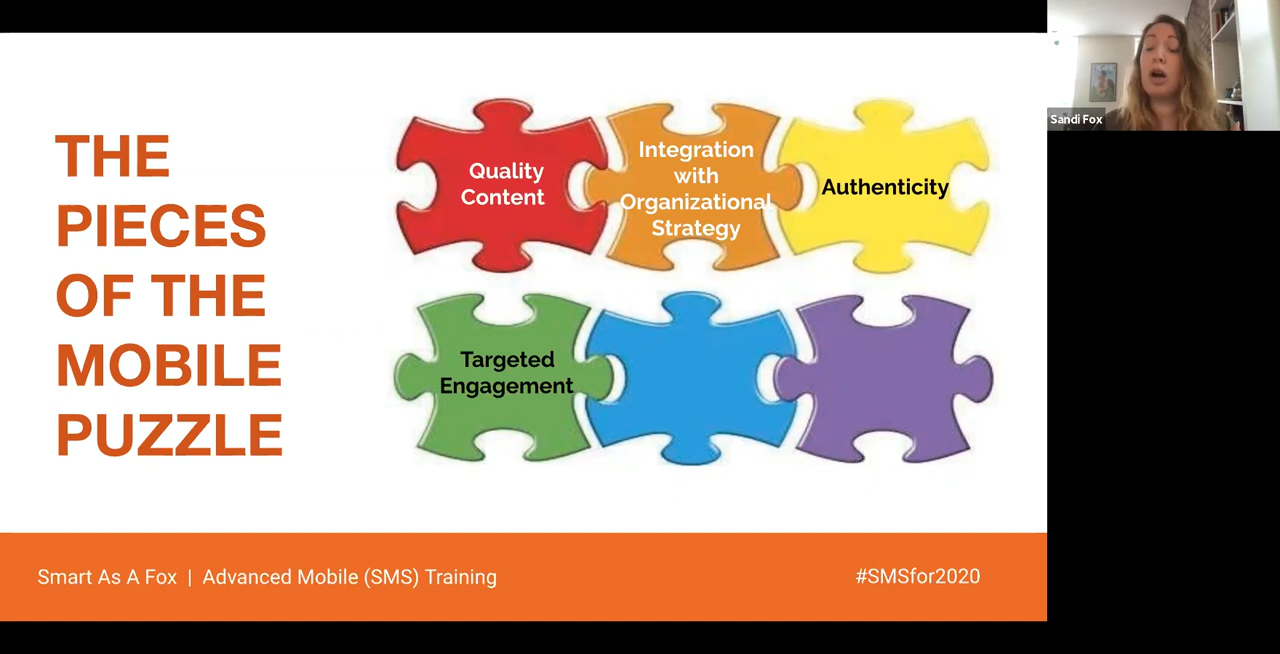 THE
PIECES
OF THE
MOBILE
PUZZLE
Quality
Content
Integration
with
Organizational
Strategy
Authenticity
Targeted
Engagement
Smart As A Fox | Advanced Mobile (SMS) Training
#SMSfor2020
Sandi Fox